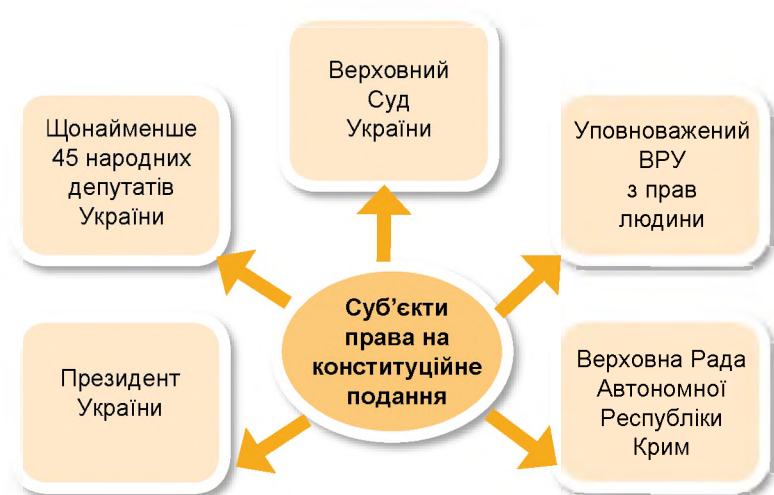 Верховний
Суд
України
Щонайменше
45 народних
депутатів
України
Уповноважений
ВРУ
з прав
людини
Суб’єкти
права на
конституційне
подання
Президент
України
Верховна Рада
Автономної
Республіки
Крим